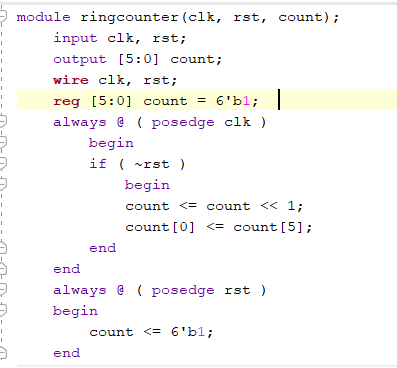 module ringcounter(clk, rst, count);
input clk, rst;
output [5:0] count;
wire clk, rst;
reg [5:0] count = 6'b1;
always @ ( posedge clk )
begin
if ( ~rst )
begin
count <= count << 1;
count[0] <= count[5];
end
end
always @ ( posedge rst )
begin
count <= 6'b1;
end